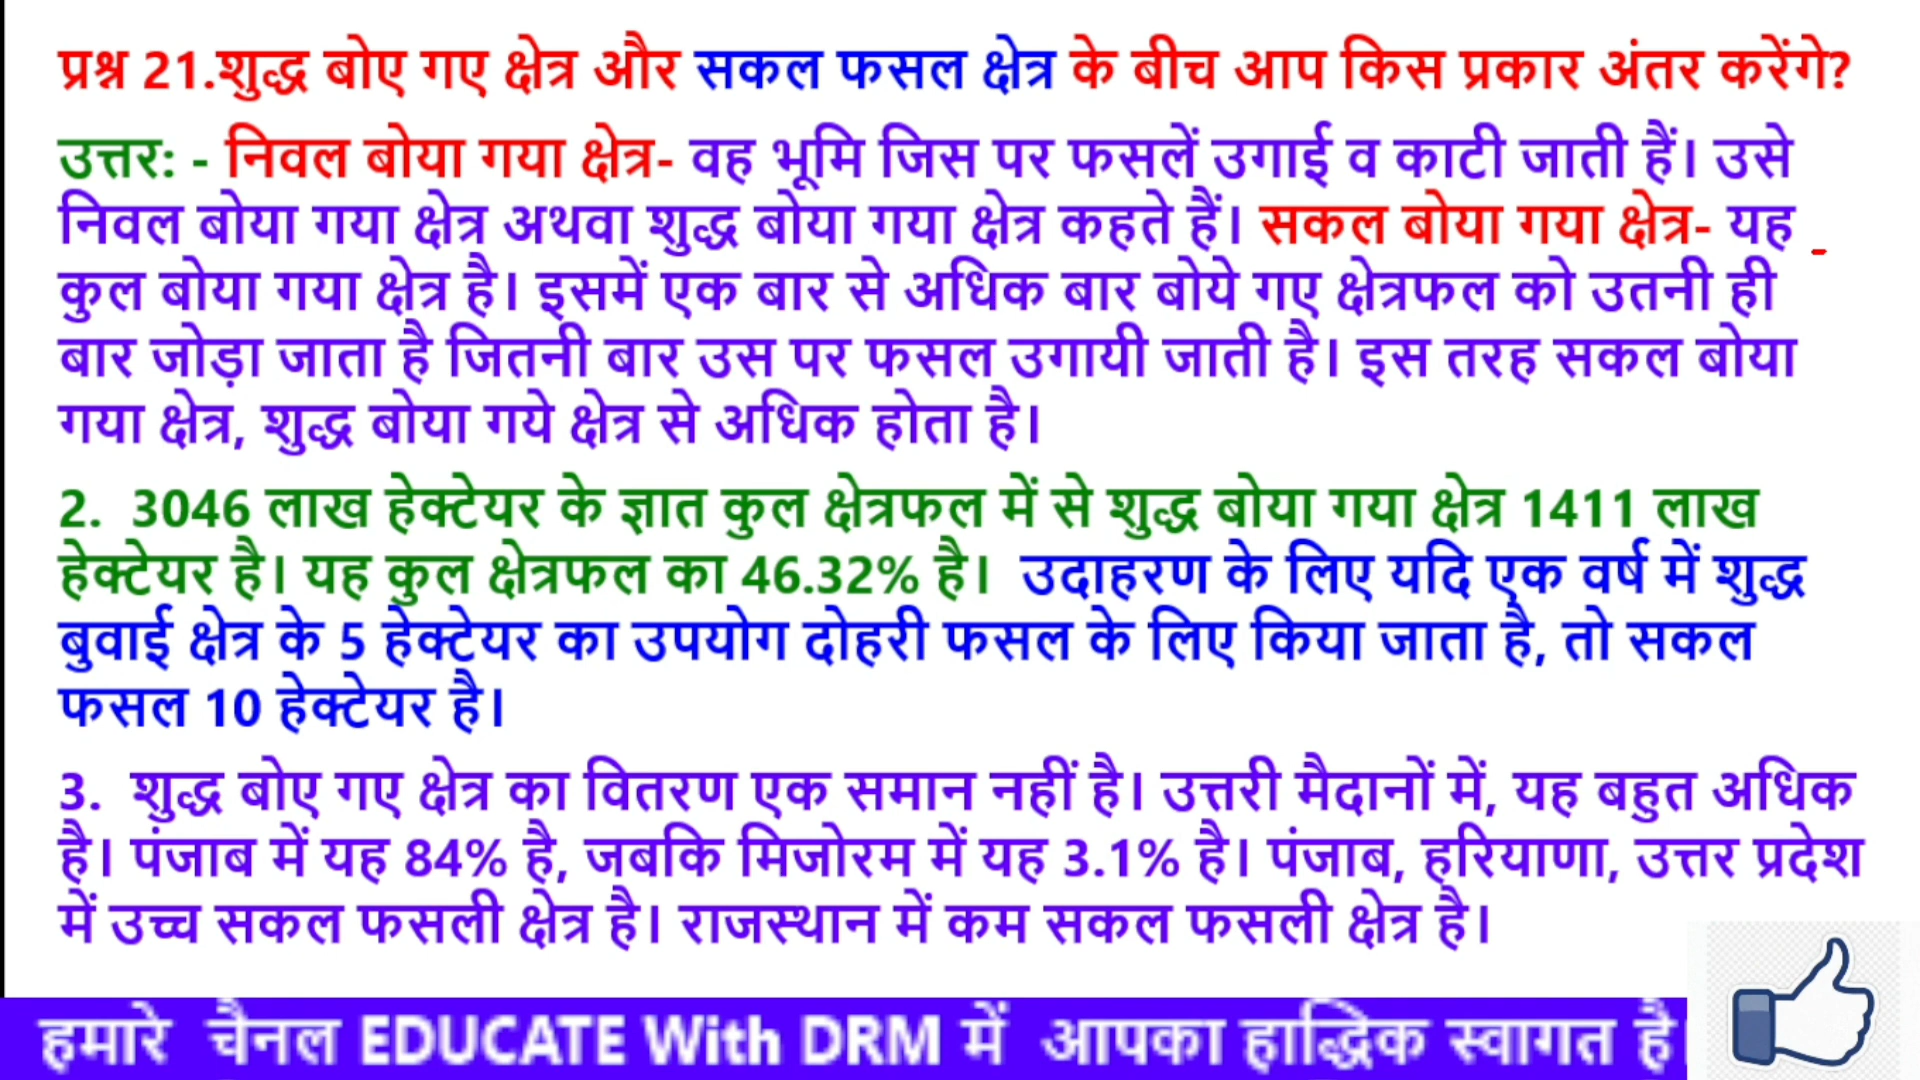 प्रश्न 21.शुद्ध बोए गए क्षेत्र और सकल फसल क्षेत्र के बीच आप किस प्रकार अंतर करेंगे?
उत्तर: - निवल बोया गया क्षेत्र- वह भूमि जिस पर फसलें उगाई व काटी जाती हैं। उसे
निवल बोया गया क्षेत्र अथवा शुद्ध बोया गया क्षेत्र कहते हैं। सकल बोया गया क्षेत्र- यह
कुल बोया गया क्षेत्र है। इसमें एक बार से अधिक बार बोये गए क्षेत्रफल को उतनी ही
बार जोड़ा जाता है जितनी बार उस पर फसल उगायी जाती है। इस तरह सकल बोया
गया क्षेत्र, शुद्ध बोया गये क्षेत्र से अधिक होता है।
2. 3046 लाख हेक्टेयर के ज्ञात कुल क्षेत्रफल में से शुद्ध बोया गया क्षेत्र 1411 लाख
हेक्टेयर है। यह कुल क्षेत्रफल का 46.32% है। उदाहरण के लिए यदि एक वर्ष में शुद्ध
बुवाई क्षेत्र के 5 हेक्टेयर का उपयोग दोहरी फसल के लिए किया जाता है, तो सकल
फसल 10 हेक्टेयर है।
3. शुद्ध बोए गए क्षेत्र का वितरण एक समान नहीं है। उत्तरी मैदानों में, यह बहुत अधिक
है। पंजाब में यह 84% है, जबकि मिजोरम में यह 3.1% है। पंजाब, हरियाणा, उत्तर प्रदेश
में उच्च सकल फसली क्षेत्र है। राजस्थान में कम सकल फसली क्षेत्र है।
हमारे चैनल EDUCATE With DRM में आपका हाद्धिक स्वागत है।